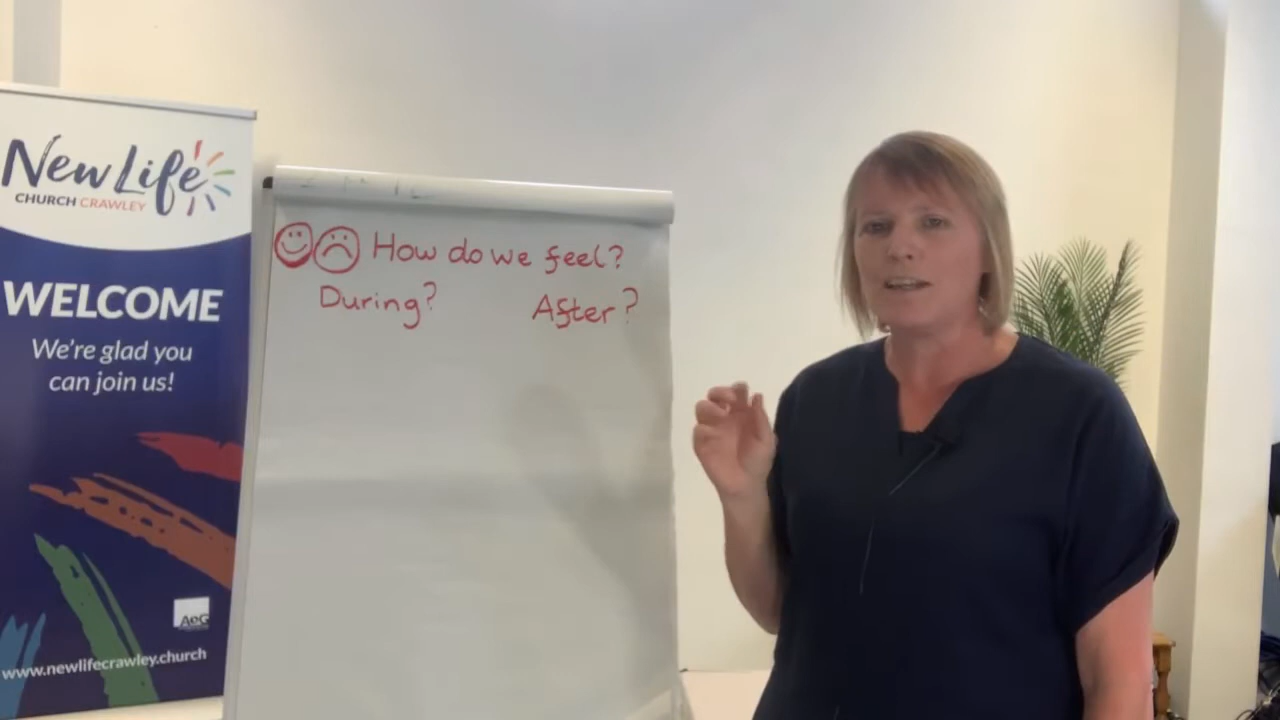 New Life
CHURCH CRAWLEY
WELCOME
We're glad you
can join us!
AoG
www.newlifecrawley.church
How do we feel?
During? After?